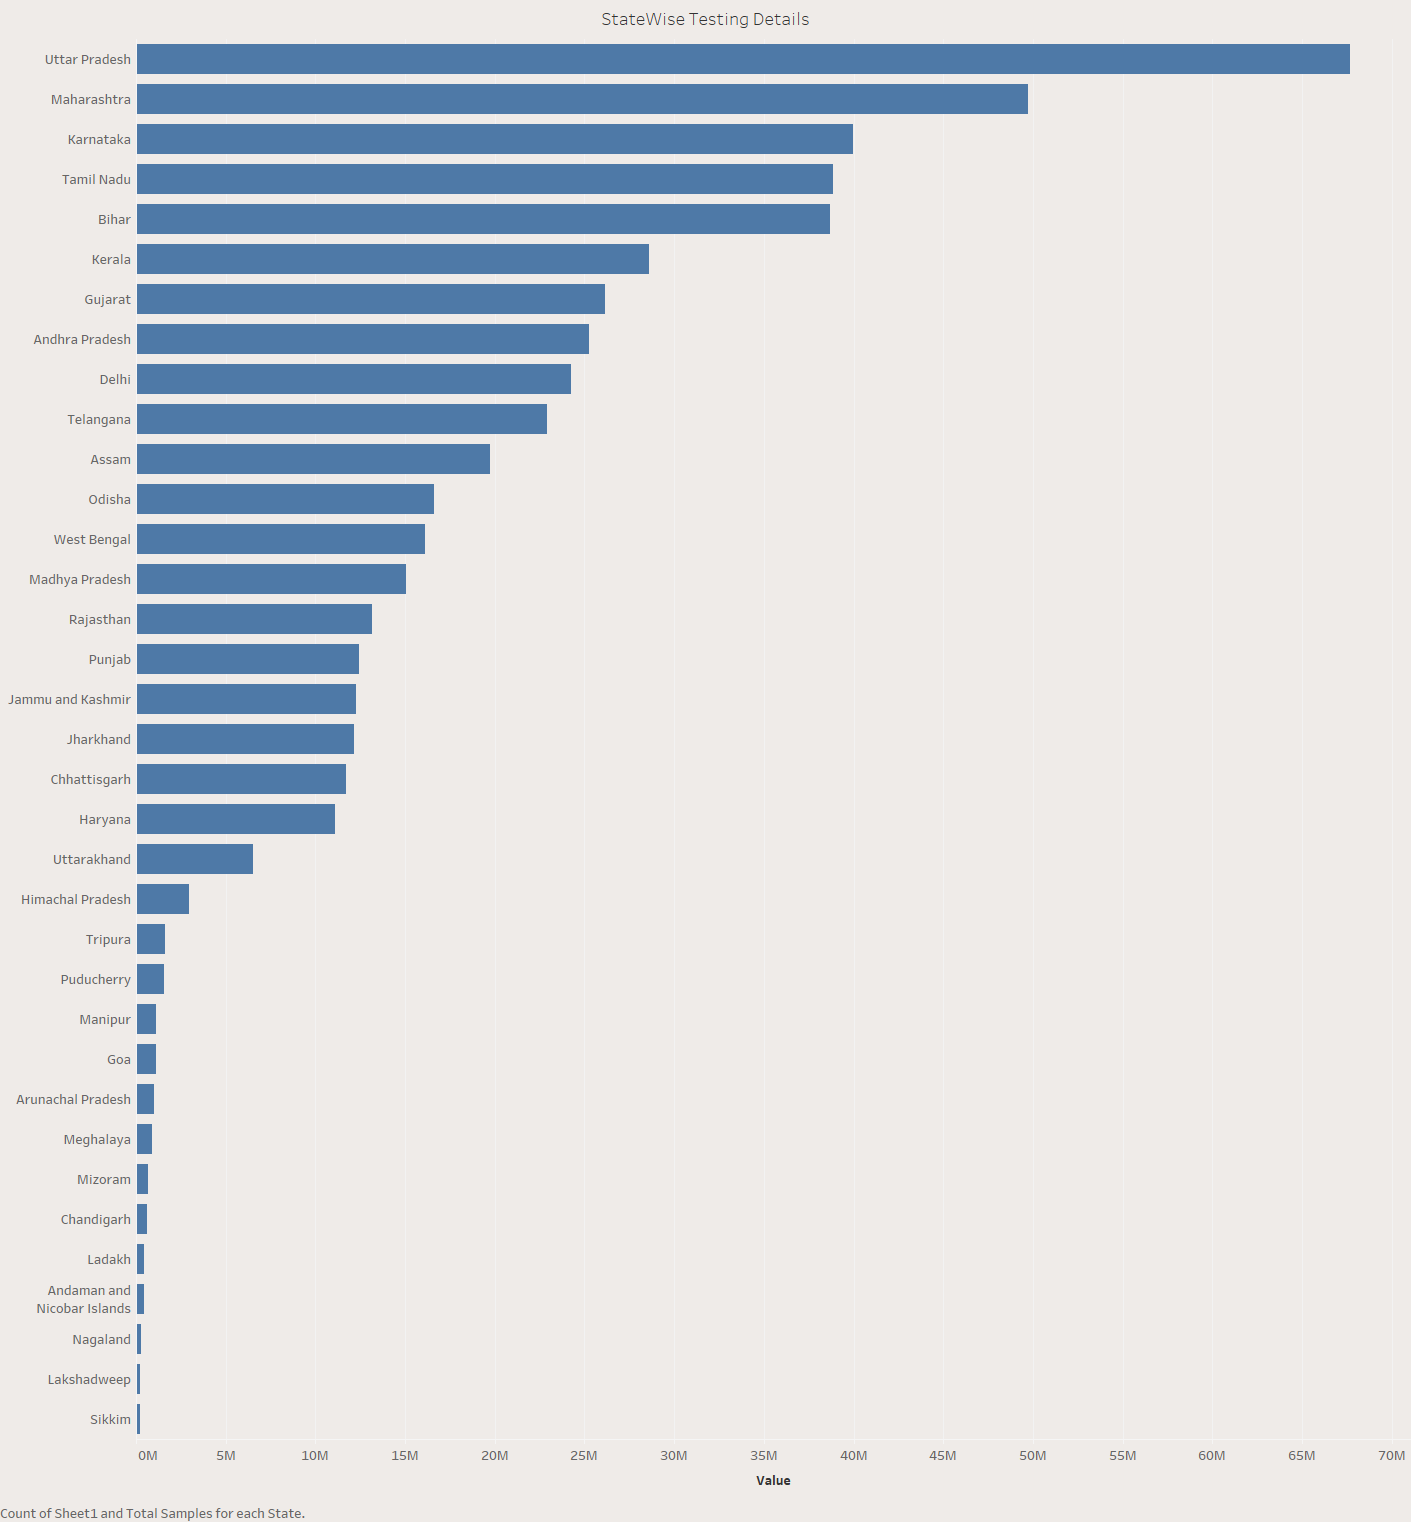 StateWise Testing Details
Uttar Pradesh
Maharashtra
Karnataka
Tamil Nadu
Bihar
Kerala
Gujarat
Andhra Pradesh
Delhi
Telangana
Assam
Odisha
West Bengal
Madhya Pradesh
Rajasthan
Punjab
Jammu and Kashmir
Jharkhand
Chhattisgarh
Haryana
Uttarakhand
Himachal Pradesh
Tripura
Puducherry
Manipur
Goa
Arunachal Pradesh
Meghalaya
Mizoram
Chandigarh
Ladakh
Andaman and
Nicobar Islands
Nagaland
Lakshadweep
Sikkim
0M 5M 10M 15M 20M 25M 30M 35M 40M 45M 50M 55M 60M 65M 70M
Value
Count of Sheet1 and Total Samples for each State.